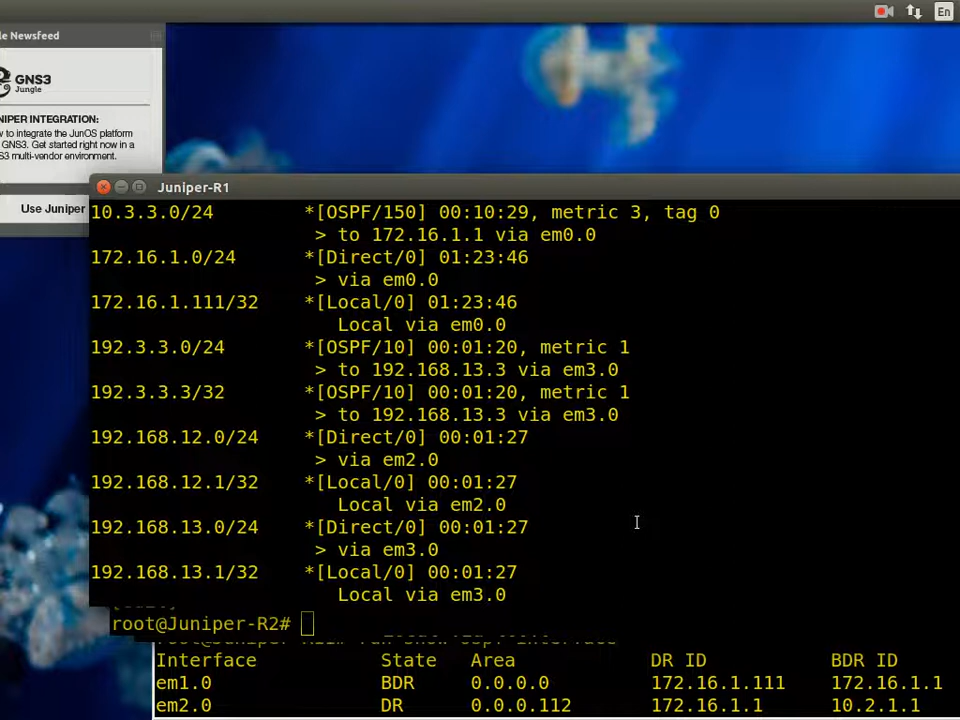 En
le Newsfeed
GNS3
Jungle
NIPER INTEGRATION:
w to integrate the JunOS platform
GNS3. Get started right now in a
S3 multi-vendor environment.
Use Juniper
Juniper-R1
10.3.3.0/24 *[OSPF/150] 00:10:29, metric 3, tag 0
> to 172.16.1.1 via em0.0
172.16.1.0/24 *[Direct/0] 01:23:46
> via em0.0
172.16.1.111/32 *[Local/0] 01:23:46
Local via em0.0
192.3.3.0/24 *[OSPF/10] 00:01:20, metric 1
> to 192.168.13.3 via em3.0
192.3.3.3/32 *[OSPF/10] 00:01:20, metric 1
> to 192.168.13.3 via em3.0
192.168.12.0/24 *[Direct/0] 00:01:27
> via em2.0
192.168.12.1/32 *[Local/0] 00:01:27
Local via em2.0
192.168.13.0/24 *[Direct/0] 00:01:27
> via em3.0
192.168.13.1/32 *[Local/0] 00:01:27
Local via em3.0
root@Juniper-R2#
Interface State Area DR ID BDR ID
em1.0 BDR 0.0.0.0 172.16.1.111 172.16.1.1
em2.0 DR 0.0.0.112 172.16.1.1 10.2.1.1